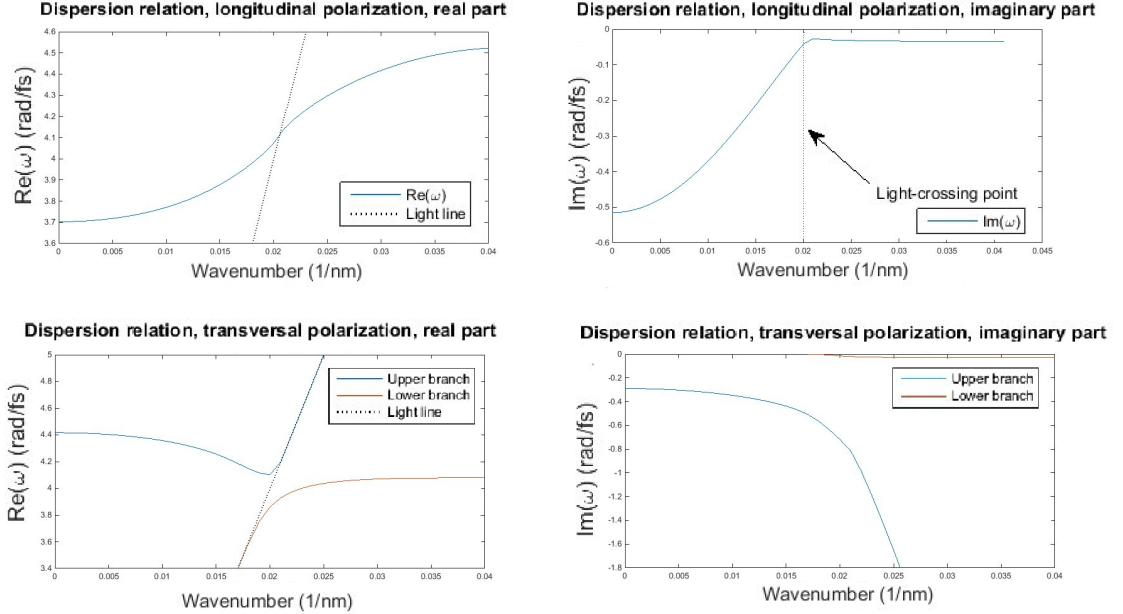 Dispersion relation, longitudinal polarization, real part
4.6
4.5
4.4
4.3
4.2
4.1
4
3.9
3.8
3.7
3.6
Re(ω) (rad/fs)
Re(ω)
Light line
0 0.005 0.01 0.015 0.02 0.025 0.03 0.035 0.04
Wavenumber (1/nm)
Dispersion relation, longitudinal polarization, imaginary part
0
-0.1
-0.2
-0.3
-0.4
-0.5
-0.6
Im(ω) (rad/fs)
Light-crossing point
Im(ω)
0 0.005 0.01 0.015 0.02 0.025 0.03 0.035 0.04 0.045
Wavenumber (1/nm)
Dispersion relation, transversal polarization, real part
5
4.8
4.6
4.4
4.2
4
3.8
3.6
3.4
Re(ω) (rad/fs)
Upper branch
Lower branch
Light line
0 0.005 0.01 0.015 0.02 0.025 0.03 0.035 0.04
Wavenumber (1/nm)
Dispersion relation, transversal polarization, imaginary part
0
-0.2
-0.4
-0.6
-0.8
-1
-1.2
-1.4
-1.6
-1.8
Im(ω) (rad/fs)
Upper branch
Lower branch
0 0.005 0.01 0.015 0.02 0.025 0.03 0.035 0.04
Wavenumber (1/nm)